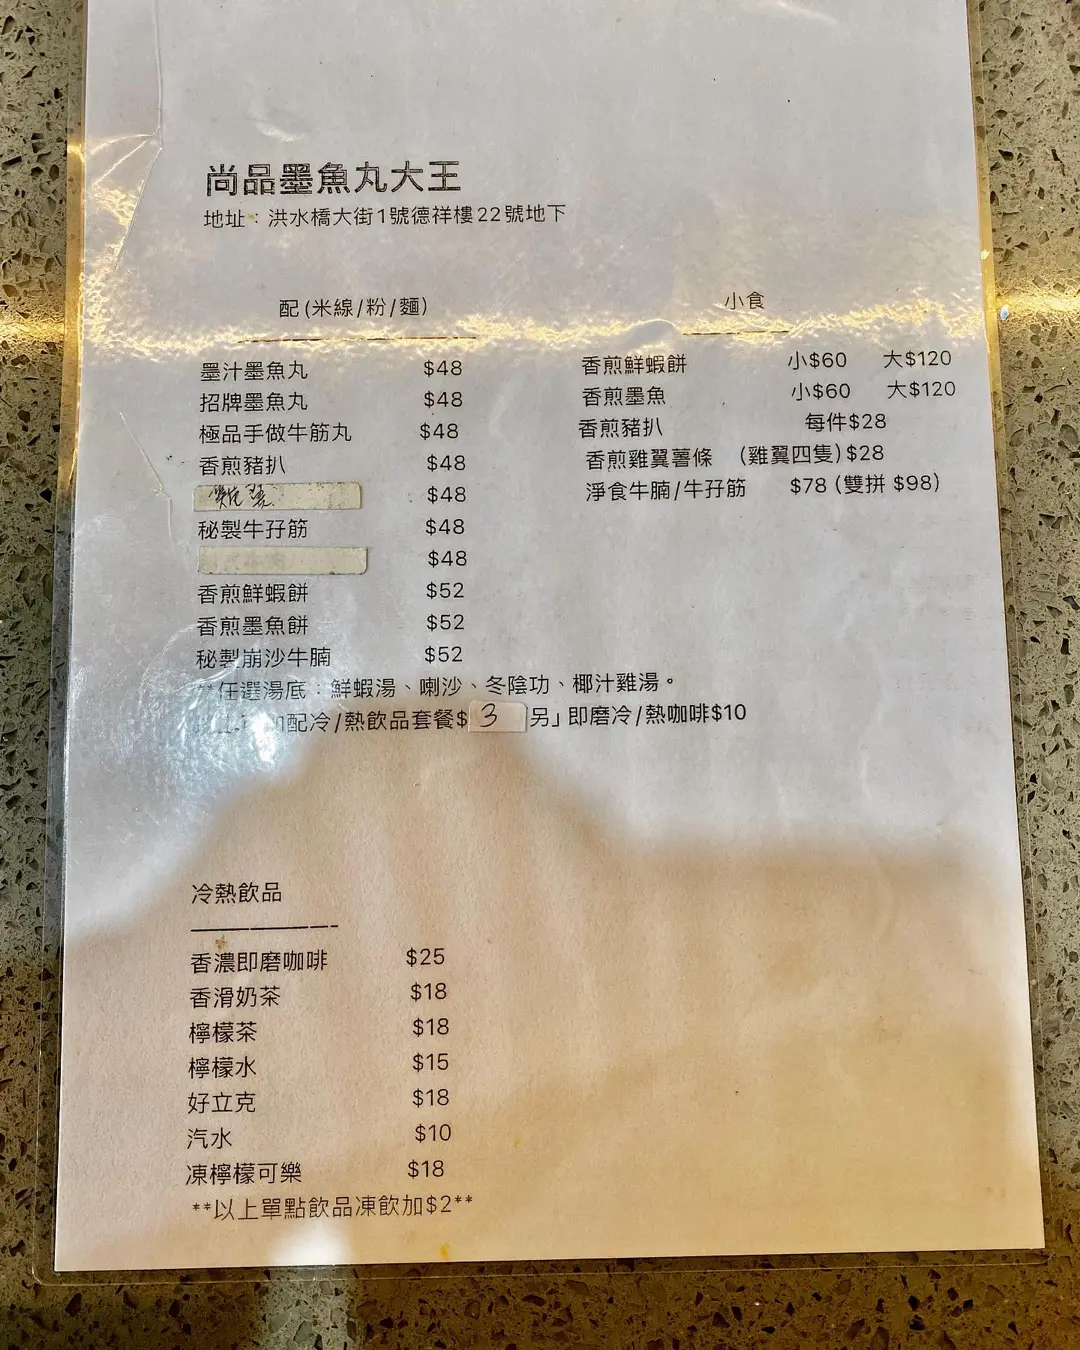 尚品墨魚丸大王
地址：洪水橋大街1號德祥樓22號地下
配(米線/粉/麵)
墨汁墨魚丸 $48
招牌墨魚丸 $48
極品手做牛筋丸 $48
香煎豬扒 $48
$48
秘製牛孖筋 $48
$48
香煎鮮蝦餅 $52
香煎墨魚餅 $52
秘製崩沙牛腩 $52
**任選湯底：鮮蝦湯、喇沙、冬陰功、椰汁雞湯。
配冷/熱飲品套餐$3 另」即磨冷/熱咖啡$10
小食
香煎鮮蝦餅 小$60 大$120
香煎墨魚 小$60 大$120
香煎豬扒 每件$28
香煎雞翼薯條 (雞翼四隻)$28
淨食牛腩/牛孖筋 $78(雙拼 $98)
冷熱飲品
香濃即磨咖啡 $25
香滑奶茶 $18
檸檬茶 $18
檸檬水 $15
好立克 $18
汽水 $10
凍檸檬可樂 $18
**以上單點飲品凍飲加$2**